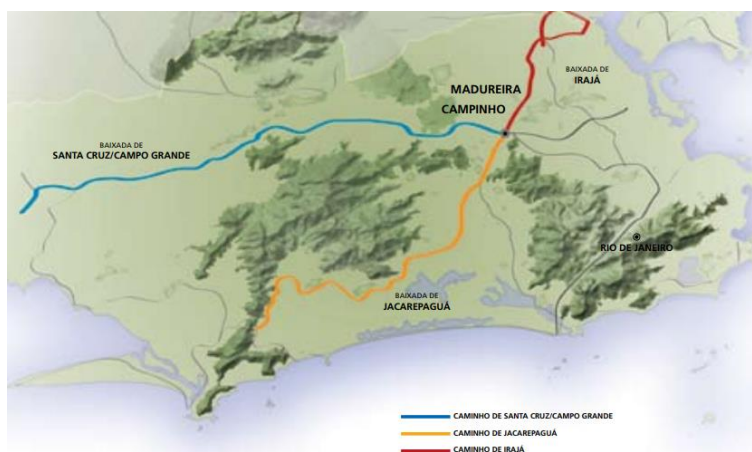 BAIXADA DE
IRAJÁ
MADUREIRA
CAMPINHO
BAIXADA DE
SANTA CRUZ/CAMPO GRANDE
RIO DE JANEIRO
BAIXADA DE
JACAREPAGUÁ
CAMINHO DE SANTA CRUZ/CAMPO GRANDE
CAMINHO DE JACAREPAGUÁ
CAMINHO DE IRAJÁ